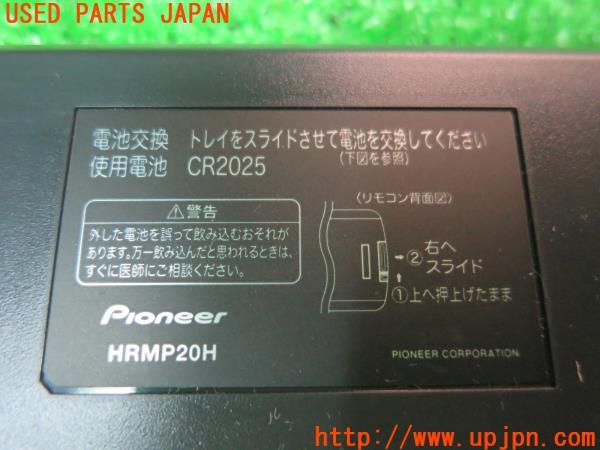 USED PARTS JAPAN
電池交換 トレイをスライドさせて電池を交換してください
使用電池 CR2025 (下図を参照)
⚠警告
外した電池を誤って飲み込むおそれが
あります。万一飲み込んだと思われるときは、
すぐに医師にご相談ください。
(リモコン背面図)
→②右へ
スライド
↑
①上へ押上げたまま
Pioneer
HRMP20H
PIONEER CORPORATION
http://www.upjpn.com/